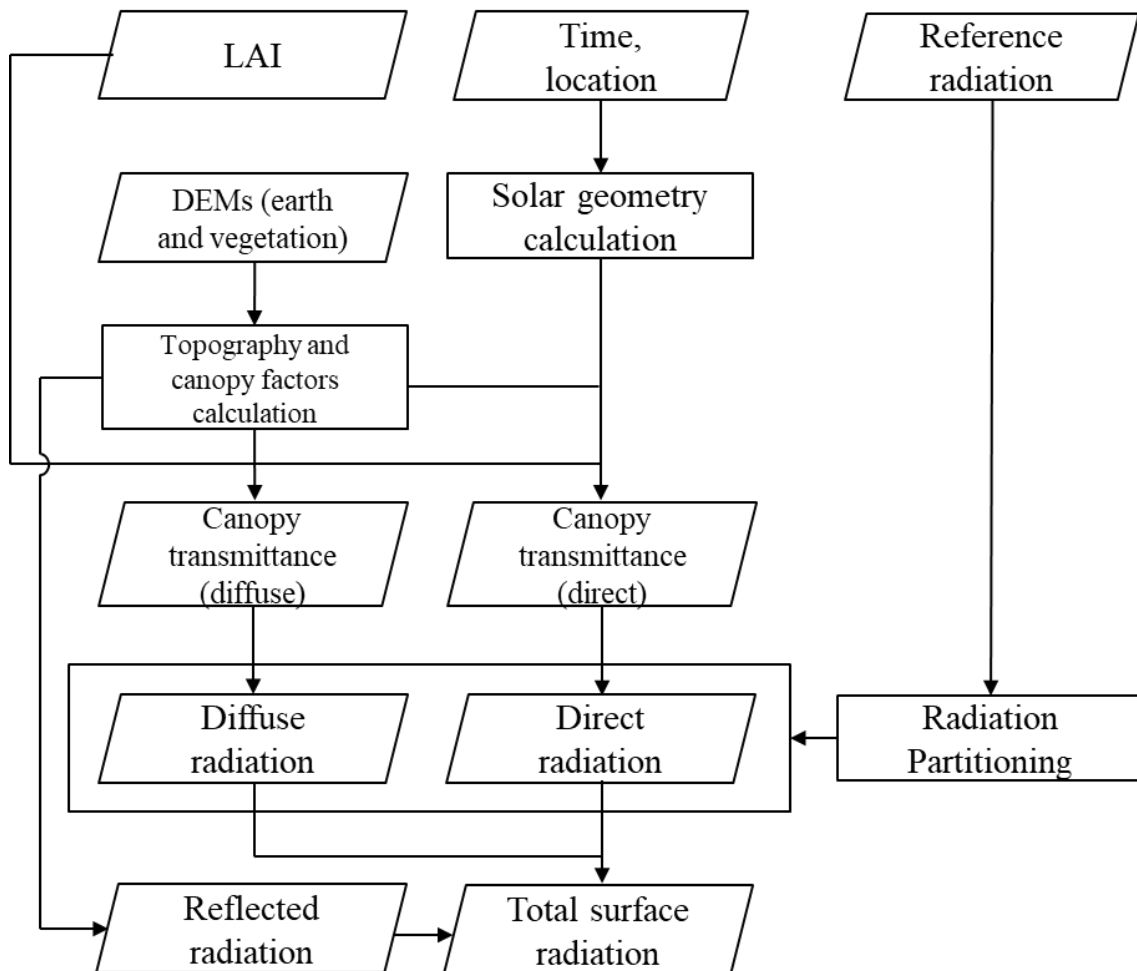 LAI
Time,
location
Reference
radiation
DEMs (earth
and vegetation)
Solar geometry
calculation
Topography and
canopy factors
calculation
Canopy
transmittance
(diffuse)
Canopy
transmittance
(direct)
Diffuse
radiation
Direct
radiation
Radiation
Partitioning
Reflected
radiation
Total surface
radiation